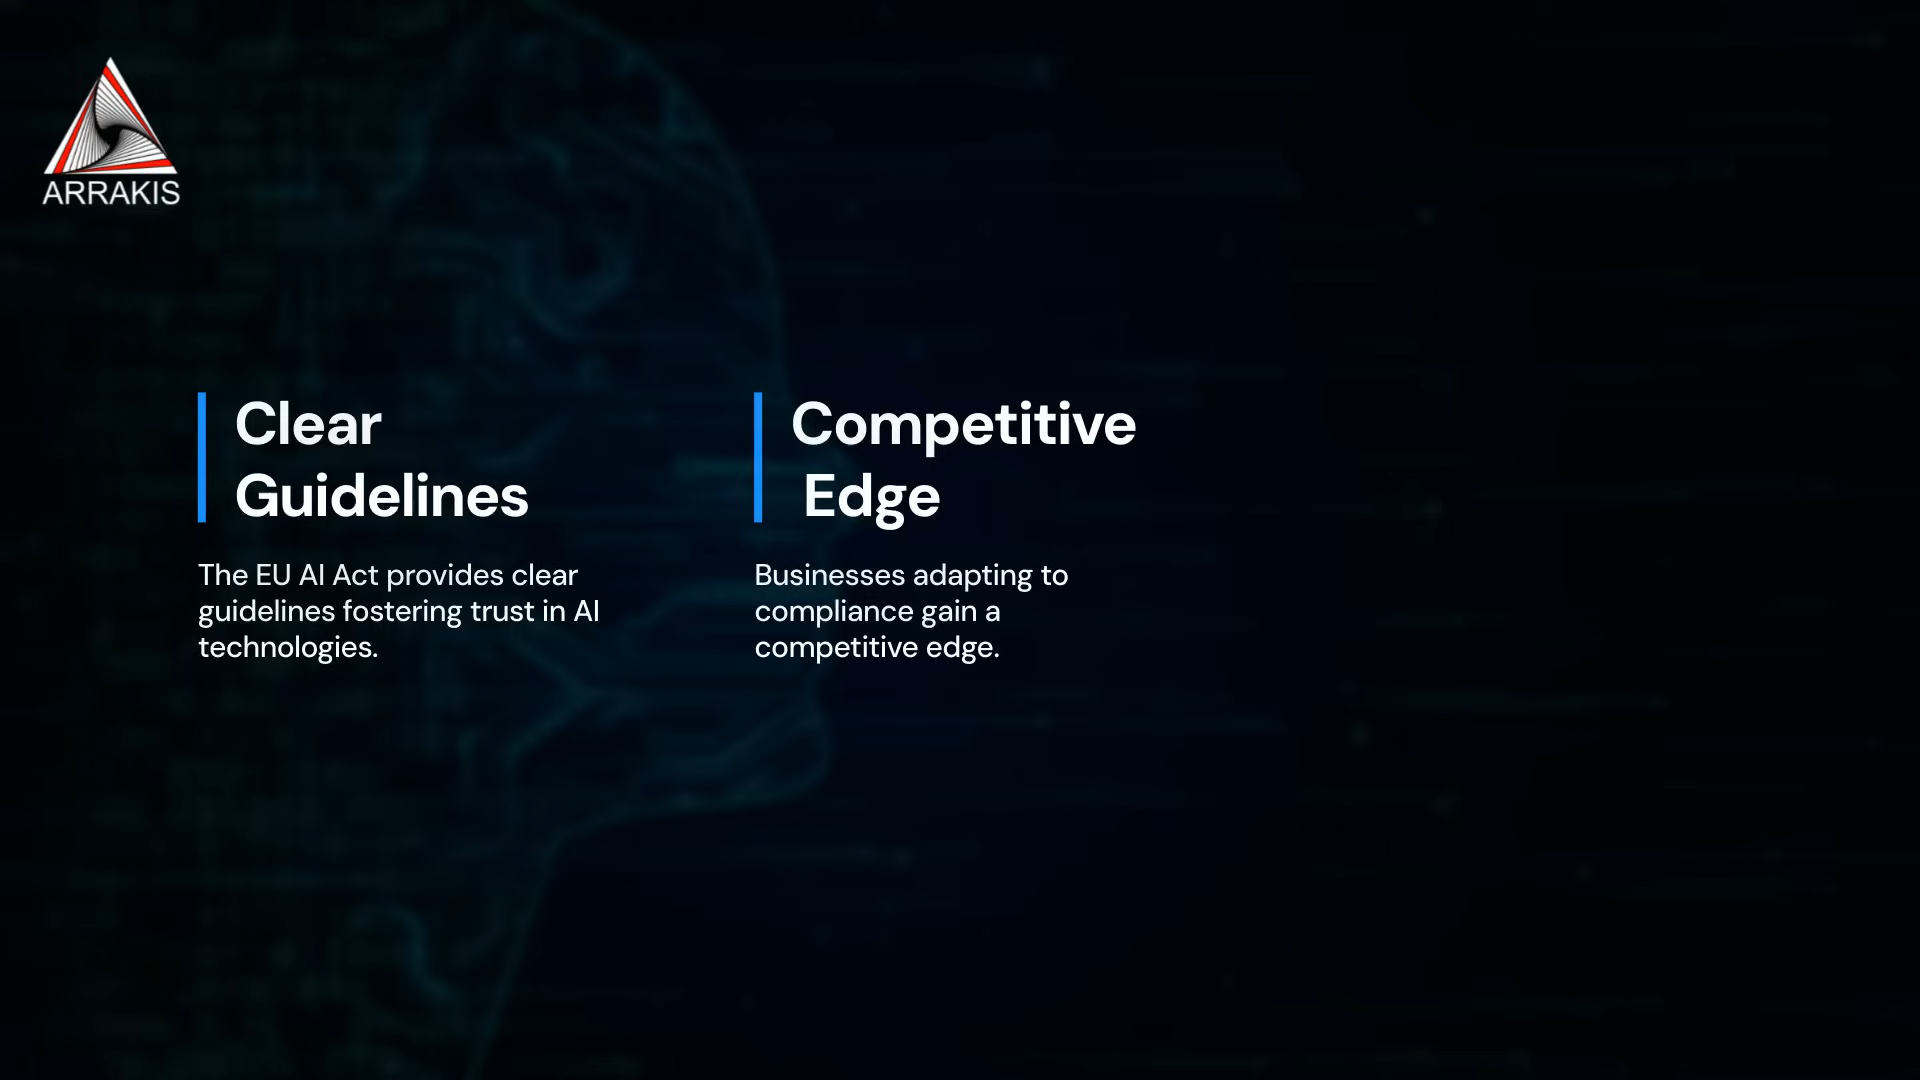 ARRAKIS
Clear
Guidelines
The EU AI Act provides clear
guidelines fostering trust in AI
technologies.
Competitive
Edge
Businesses adapting to
compliance gain a
competitive edge.